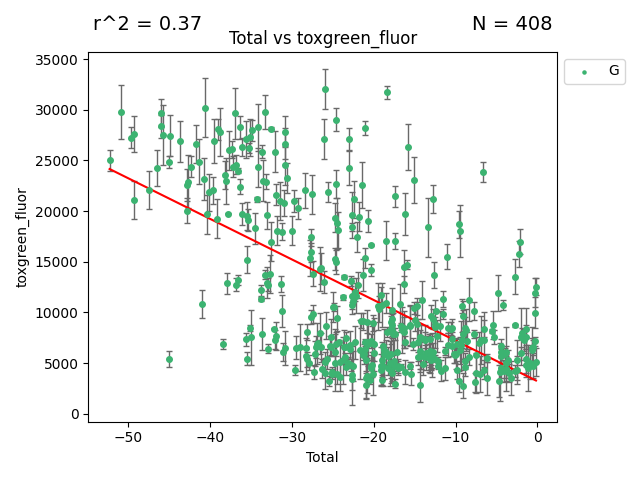 r^2 = 0.37
N = 408
Total vs toxgreen_fluor
G
35000
30000
25000
20000
15000
10000
5000
0
toxgreen_fluor
−50
−40
−30
−20
−10
0
Total